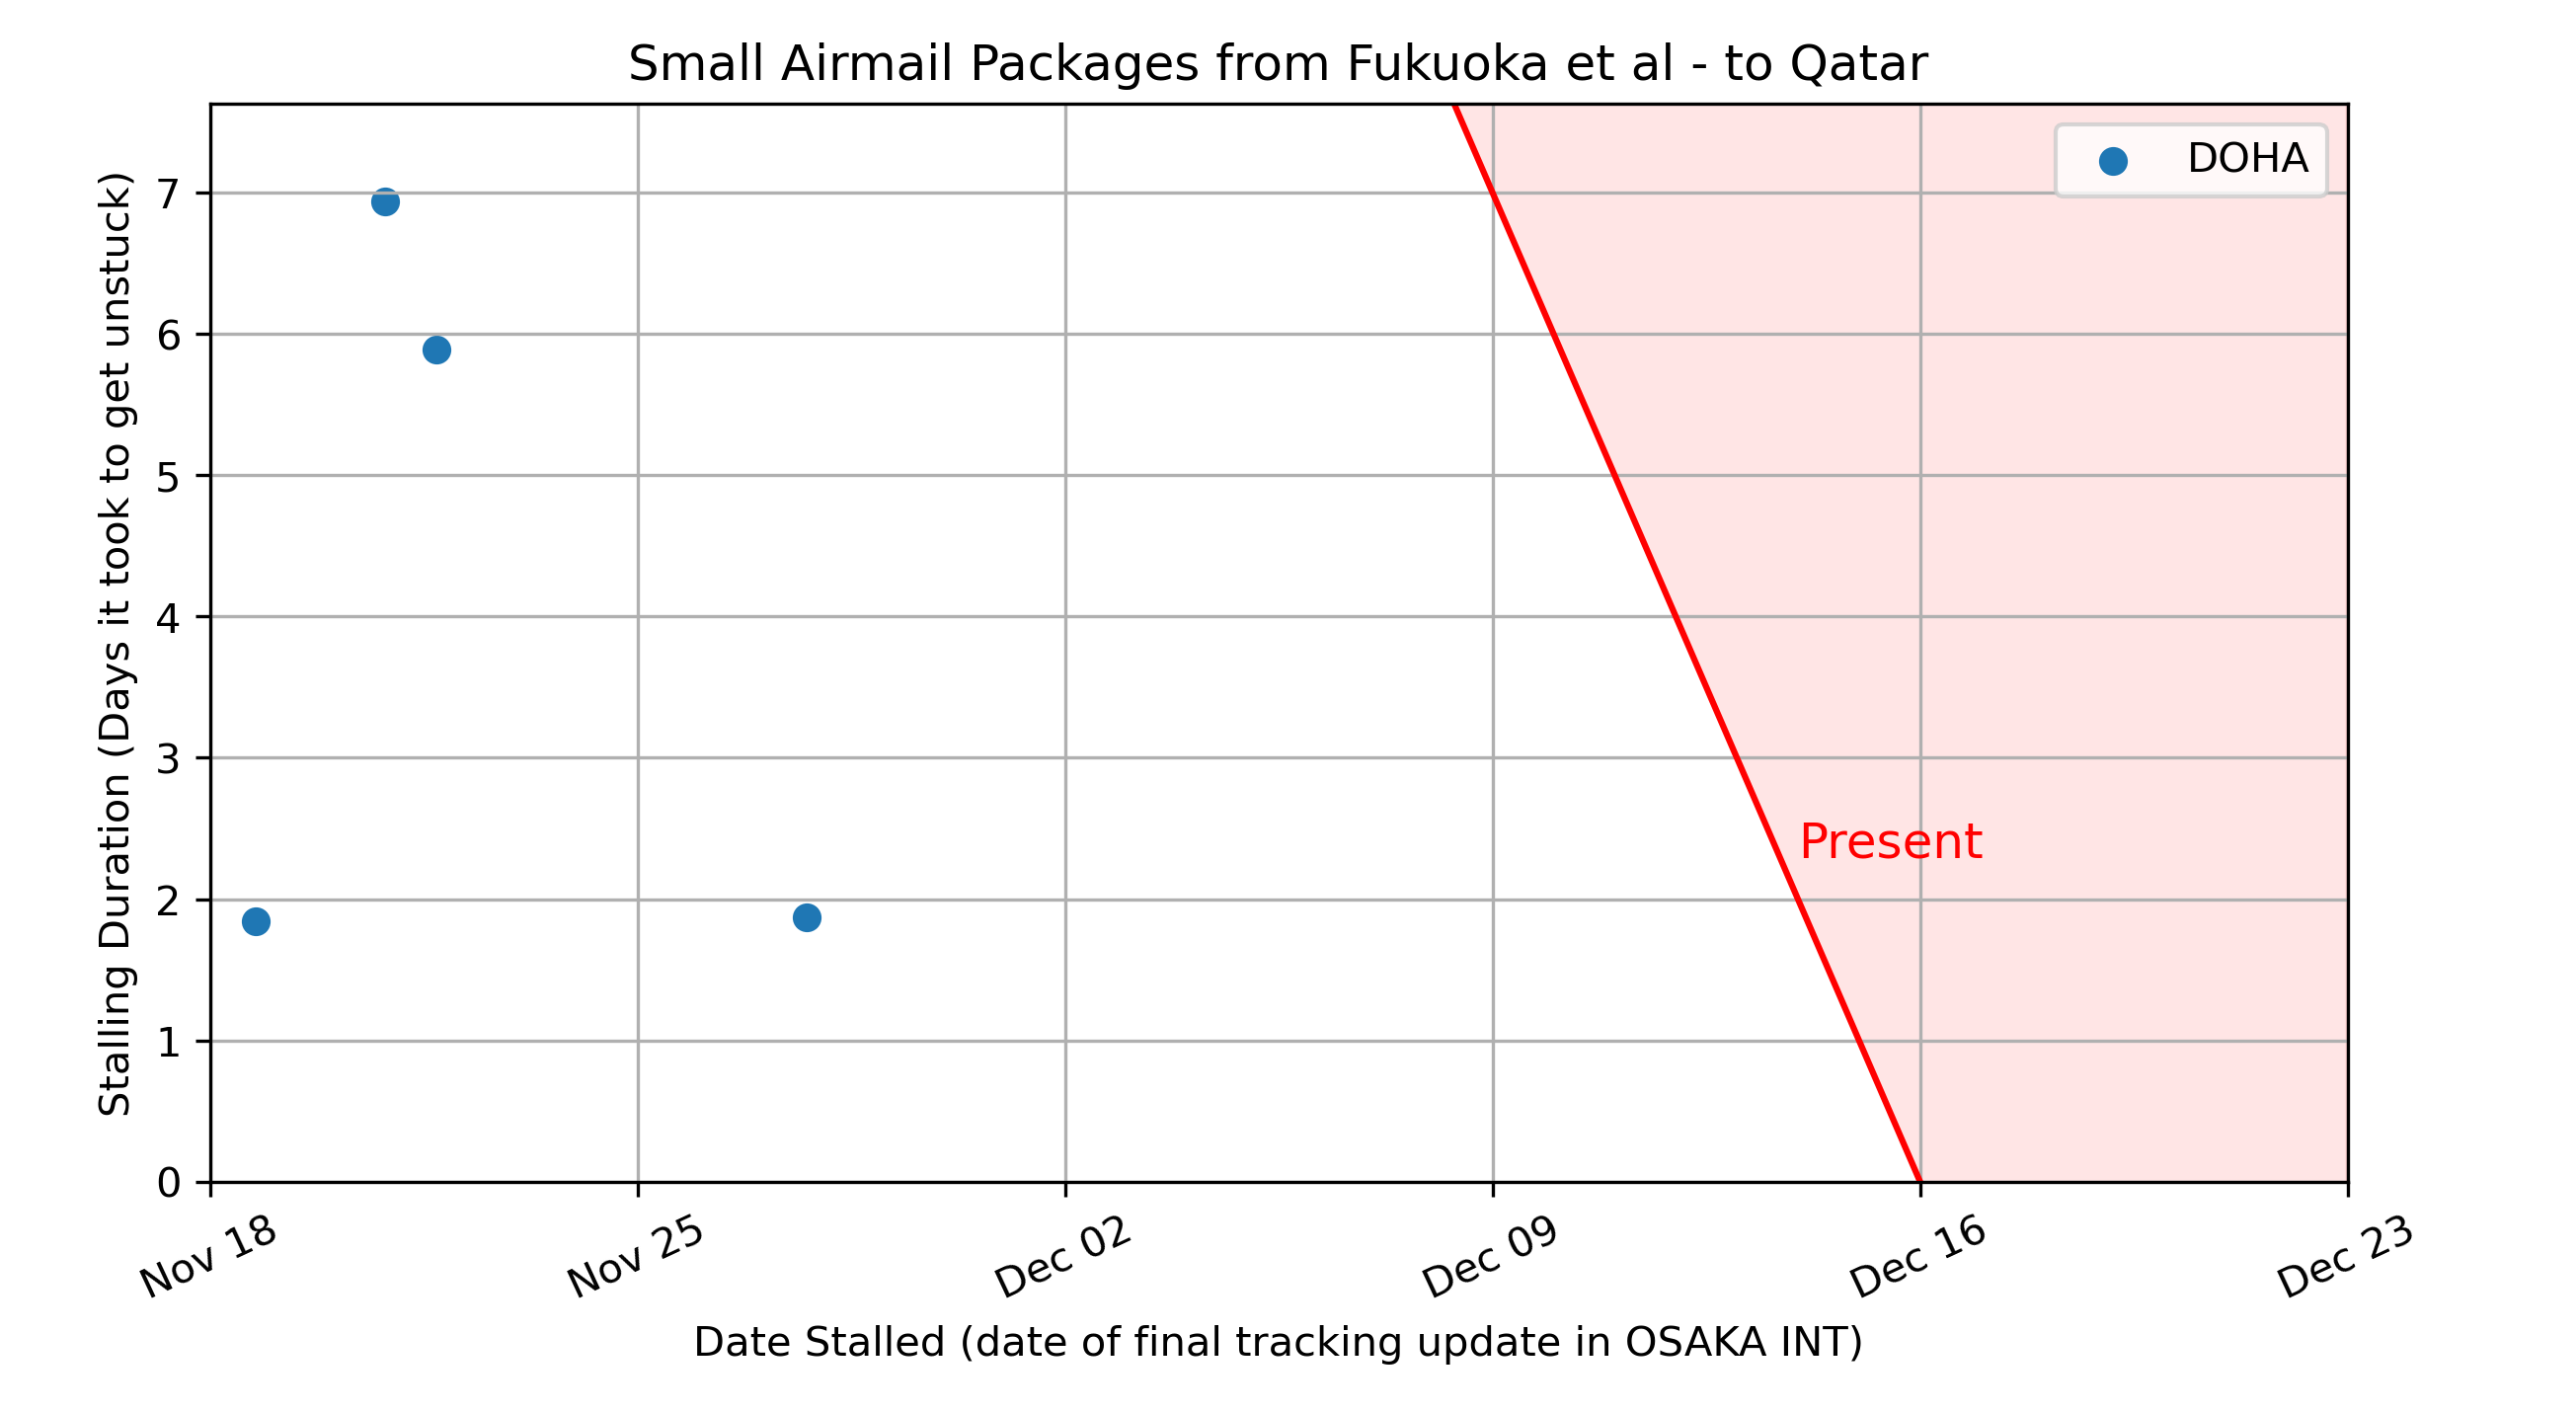 Small Airmail Packages from Fukuoka et al - to Qatar
DOHA
Stalling Duration (Days it took to get unstuck)
7
6
5
4
3
2
1
0
Present
Nov 18
Nov 25
Dec 02
Dec 09
Dec 16
Dec 23
Date Stalled (date of final tracking update in OSAKA INT)